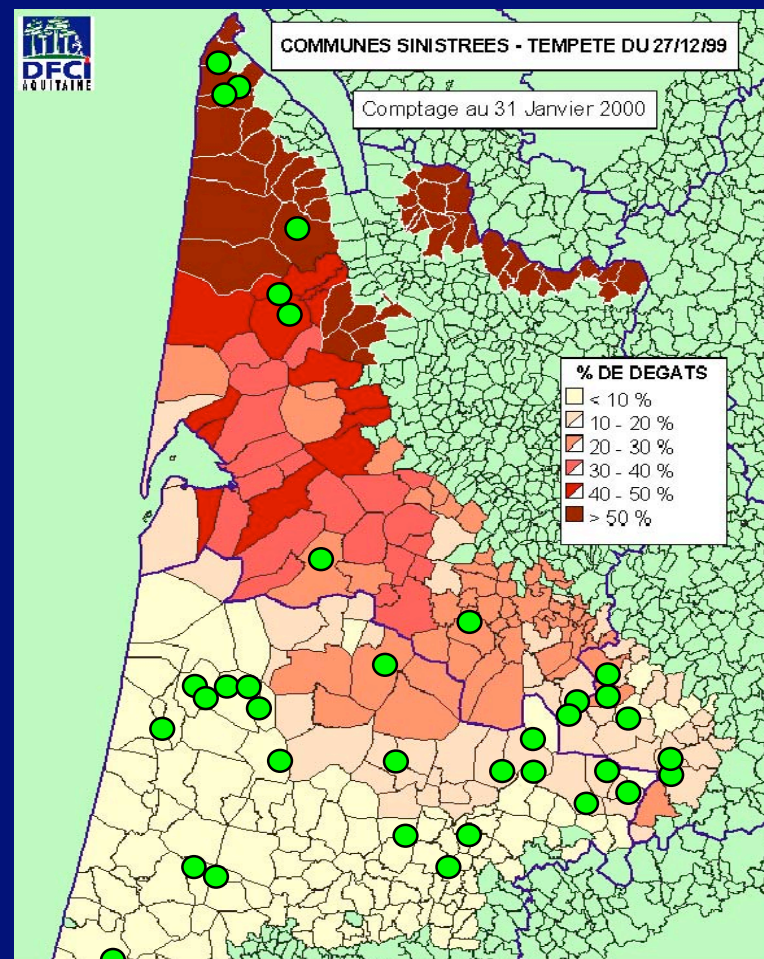 DFCi
AQUITAINE
COMMUNES SINISTREES - TEMPETE DU 27/12/99
Comptage au 31 Janvier 2000
% DE DEGATS
< 10 %
10 - 20 %
20 - 30 %
30 - 40 %
40 - 50 %
> 50 %